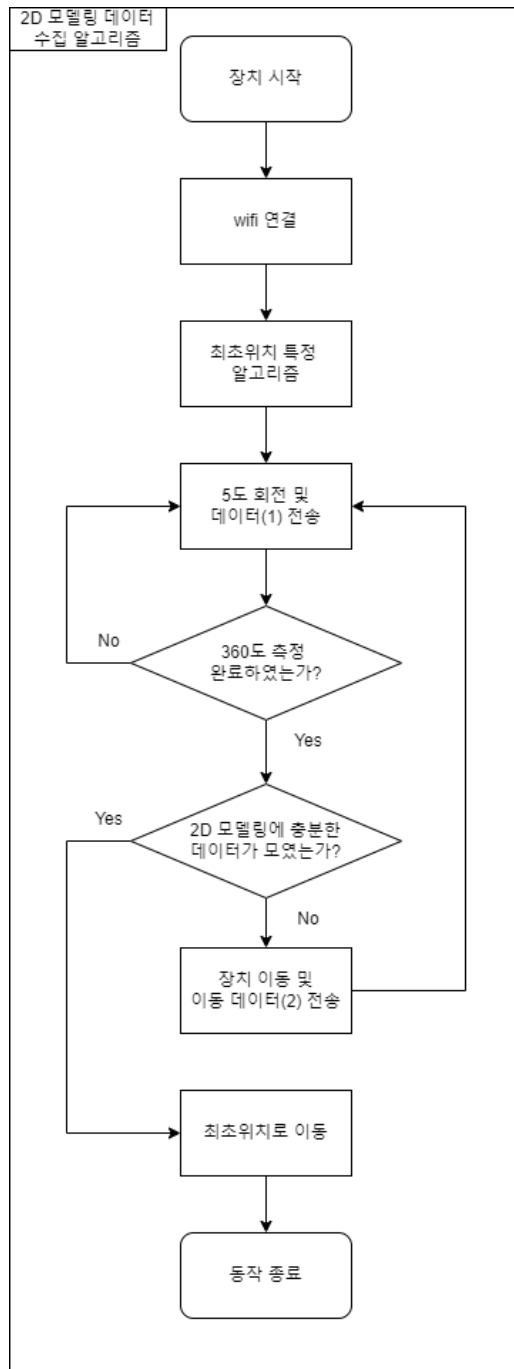 2D 모델링 데이터
수집 알고리즘
장치 시작
wifi 연결
최초위치 특정
알고리즘
5도 회전 및
데이터(1) 전송
No
360도 측정
완료하였는가?
Yes
Yes
2D 모델링에 충분한
데이터가 모였는가?
No
장치 이동 및
이동 데이터(2) 전송
최초위치로 이동
동작 종료